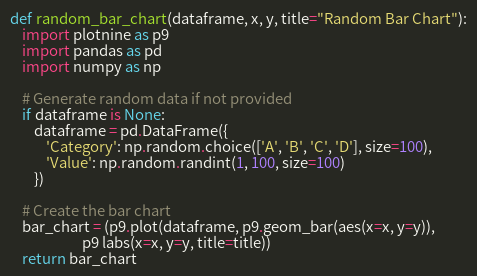 def random_bar_chart(dataframe, x, y, title="Random Bar Chart"):
    import plotnine as p9
    import pandas as pd
    import numpy as np

    # Generate random data if not provided
    if dataframe is None:
        dataframe = pd.DataFrame({
            'Category': np.random.choice(['A', 'B', 'C', 'D'], size=100),
            'Value': np.random.randint(1, 100, size=100)
        })

    # Create the bar chart
    bar_chart = (p9.plot(dataframe, p9.geom_bar(aes(x=x, y=y)),
                    p9 labs(x=x, y=y, title=title))
    return bar_chart